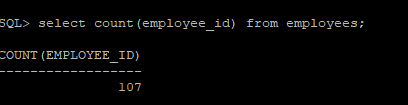 SQL> select count(employee_id) from employees;
COUNT(EMPLOYEE_ID)
------------------
107